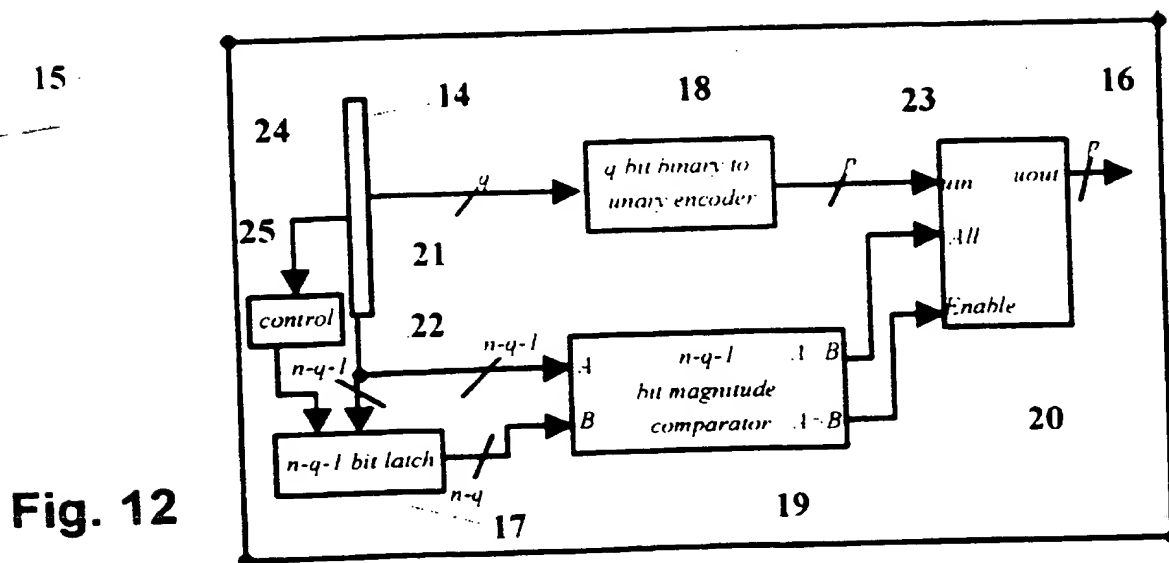 15
14
18
23
16
24
q
q bit binary to
unary encoder
uin
uout
25
21
All
control
22
Enable
n-q-1
n-q-1
A
n-q-1
A
B
bit magnitude
B
comparator
20
n-q-1 bit latch
n-q
Fig. 12
17
19